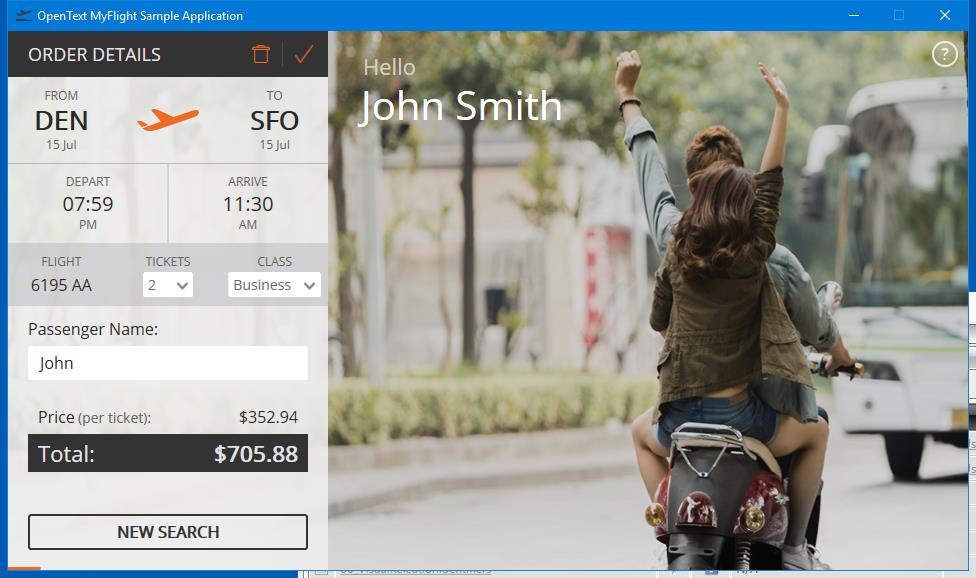 OpenText MyFlight Sample Application
ORDER DETAILS
FROM
TO
DEN
SFO
15 Jul
15 Jul
DEPART
ARRIVE
07:59
11:30
PM
AM
FLIGHT
TICKETS
CLASS
6195 AA
2
Business
Passenger Name:
John
Price (per ticket):
$352.94
Total:
$705.88
NEW SEARCH
Hello
John Smith
?